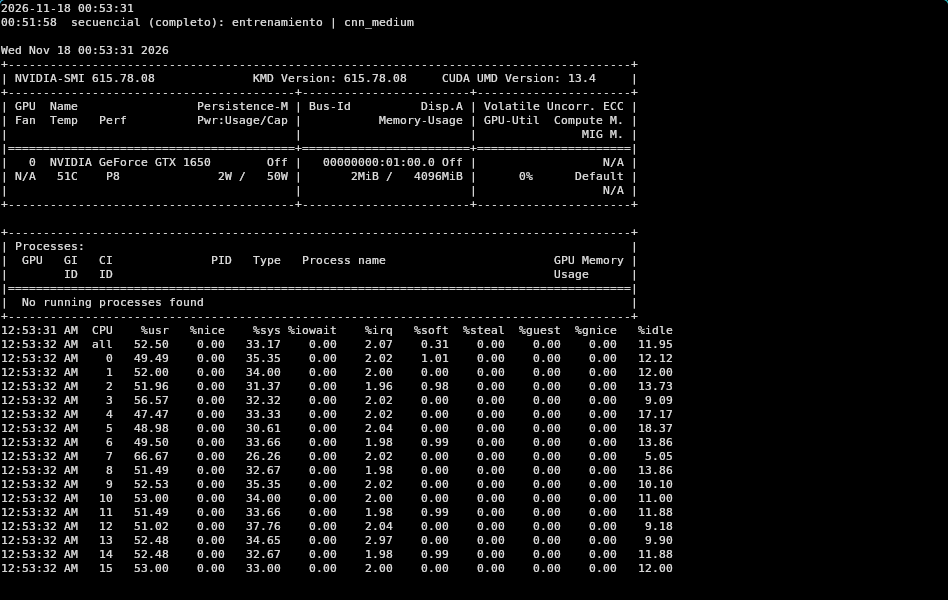 2026-11-18 00:53:31
00:51:58  secuencial (completo): entrenamiento | cnn_medium

Wed Nov 18 00:53:31 2026
+-----------------------------------------------------------------------------------------+
| NVIDIA-SMI 615.78.08              KMD Version: 615.78.08     CUDA UMD Version: 13.4     |
+-----------------------------------------+------------------------+----------------------+
| GPU  Name                 Persistence-M | Bus-Id          Disp.A | Volatile Uncorr. ECC |
| Fan  Temp   Perf          Pwr:Usage/Cap |           Memory-Usage | GPU-Util  Compute M. |
|                                         |                        |               MIG M. |
|=========================================+========================+======================|
|   0  NVIDIA GeForce GTX 1650        Off |   00000000:01:00.0 Off |                  N/A |
| N/A   51C    P8               2W /   50W |       2MiB /   4096MiB |      0%      Default |
|                                         |                        |                  N/A |
+-----------------------------------------+------------------------+----------------------+

+-----------------------------------------------------------------------------------------+
| Processes:                                                                              |
|  GPU   GI   CI              PID   Type   Process name                        GPU Memory |
|        ID   ID                                                               Usage      |
|=========================================================================================|
|  No running processes found                                                             |
+-----------------------------------------------------------------------------------------+
12:53:31 AM  CPU    %usr   %nice    %sys %iowait    %irq   %soft  %steal  %guest  %gnice   %idle
12:53:32 AM  all   52.50    0.00   33.17    0.00    2.07    0.31    0.00    0.00    0.00   11.95
12:53:32 AM    0   49.49    0.00   35.35    0.00    2.02    1.01    0.00    0.00    0.00   12.12
12:53:32 AM    1   52.00    0.00   34.00    0.00    2.00    0.00    0.00    0.00    0.00   12.00
12:53:32 AM    2   51.96    0.00   31.37    0.00    1.96    0.98    0.00    0.00    0.00   13.73
12:53:32 AM    3   56.57    0.00   32.32    0.00    2.02    0.00    0.00    0.00    0.00    9.09
12:53:32 AM    4   47.47    0.00   33.33    0.00    2.02    0.00    0.00    0.00    0.00   17.17
12:53:32 AM    5   48.98    0.00   30.61    0.00    2.04    0.00    0.00    0.00    0.00   18.37
12:53:32 AM    6   49.50    0.00   33.66    0.00    1.98    0.99    0.00    0.00    0.00   13.86
12:53:32 AM    7   66.67    0.00   26.26    0.00    2.02    0.00    0.00    0.00    0.00    5.05
12:53:32 AM    8   51.49    0.00   32.67    0.00    1.98    0.00    0.00    0.00    0.00   13.86
12:53:32 AM    9   52.53    0.00   35.35    0.00    2.02    0.00    0.00    0.00    0.00   10.10
12:53:32 AM   10   53.00    0.00   34.00    0.00    2.00    0.00    0.00    0.00    0.00   11.00
12:53:32 AM   11   51.49    0.00   33.66    0.00    1.98    0.99    0.00    0.00    0.00   11.88
12:53:32 AM   12   51.02    0.00   37.76    0.00    2.04    0.00    0.00    0.00    0.00    9.18
12:53:32 AM   13   52.48    0.00   34.65    0.00    2.97    0.00    0.00    0.00    0.00    9.90
12:53:32 AM   14   52.48    0.00   32.67    0.00    1.98    0.99    0.00    0.00    0.00   11.88
12:53:32 AM   15   53.00    0.00   33.00    0.00    2.00    0.00    0.00    0.00    0.00   12.00